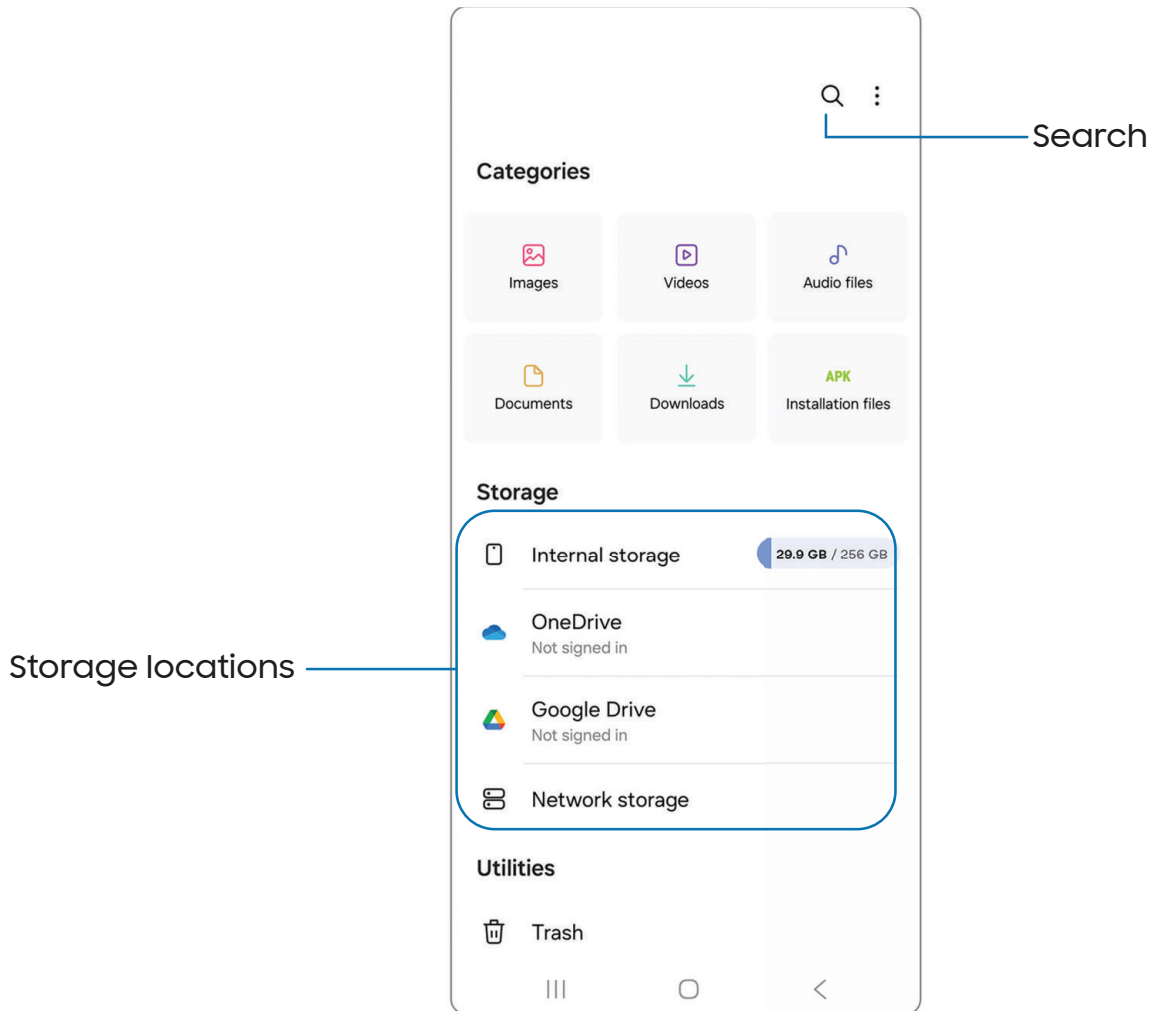 Search
Categories
Images
Videos
Audio files
Documents
Downloads
APK
Installation files
Storage
Internal storage
29.9 GB / 256 GB
OneDrive
Not signed in
Storage locations
Google Drive
Not signed in
Network storage
Utilities
Trash